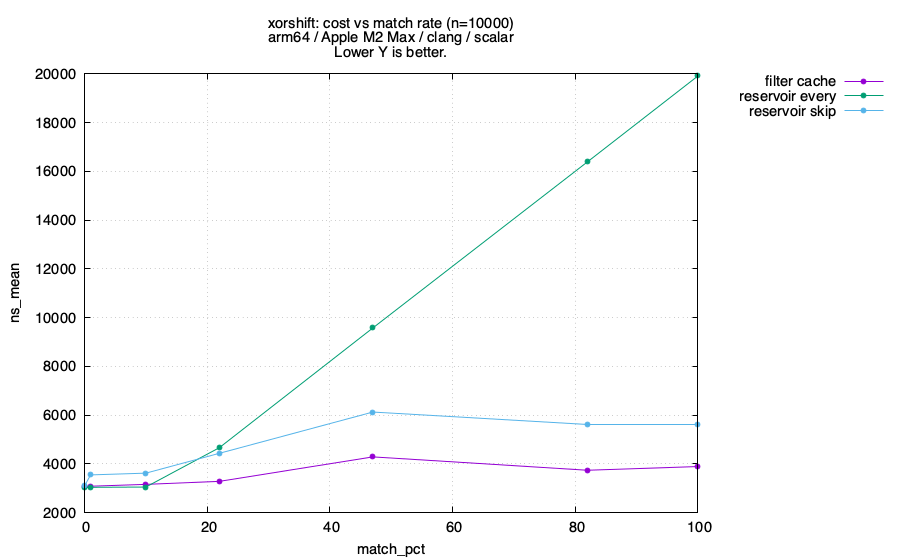 xorshift: cost vs match rate (n=10000)
arm64 / Apple M2 Max / clang / scalar
Lower Y is better.
filter cache
reservoir every
reservoir skip
20000
18000
16000
14000
12000
10000
8000
6000
4000
2000
ns_mean
0 20 40 60 80 100
match_pct